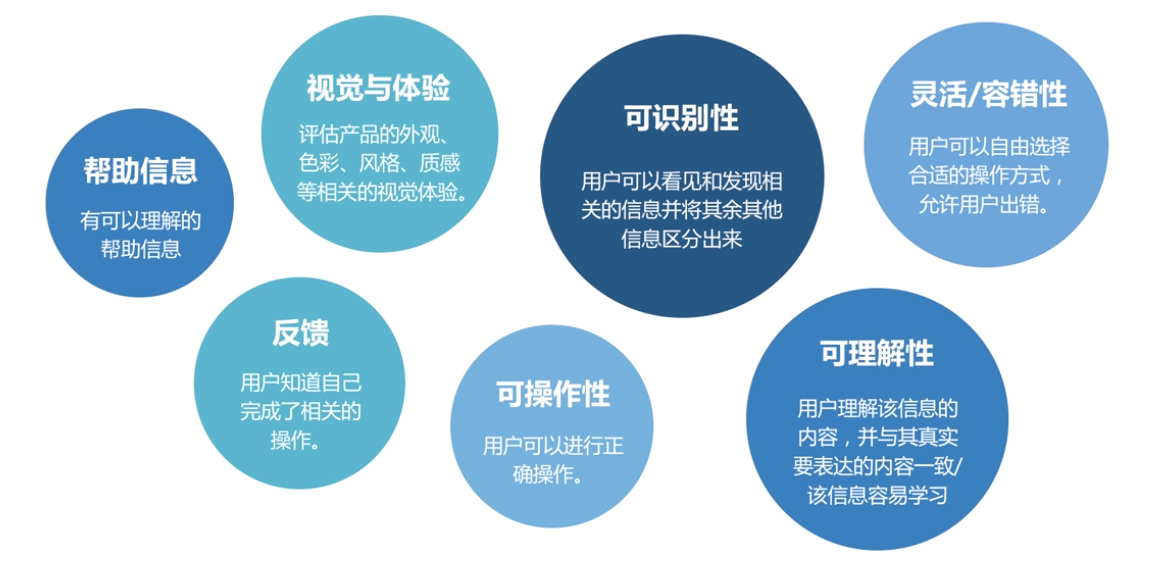 帮助信息
有可以理解的
帮助信息
视觉与体验
评估产品的外观、
色彩、风格、质感
等相关的视觉体验。
可识别性
用户可以看见和发现相
关的信息并将其余其他
信息区分出来
灵活/容错性
用户可以自由选择
合适的操作方式，
允许用户出错。
反馈
用户知道自己
完成了相关的
操作。
可操作性
用户可以进行正
确操作。
可理解性
用户理解该信息的
内容，并与其真实
要表达的内容一致/
该信息容易学习